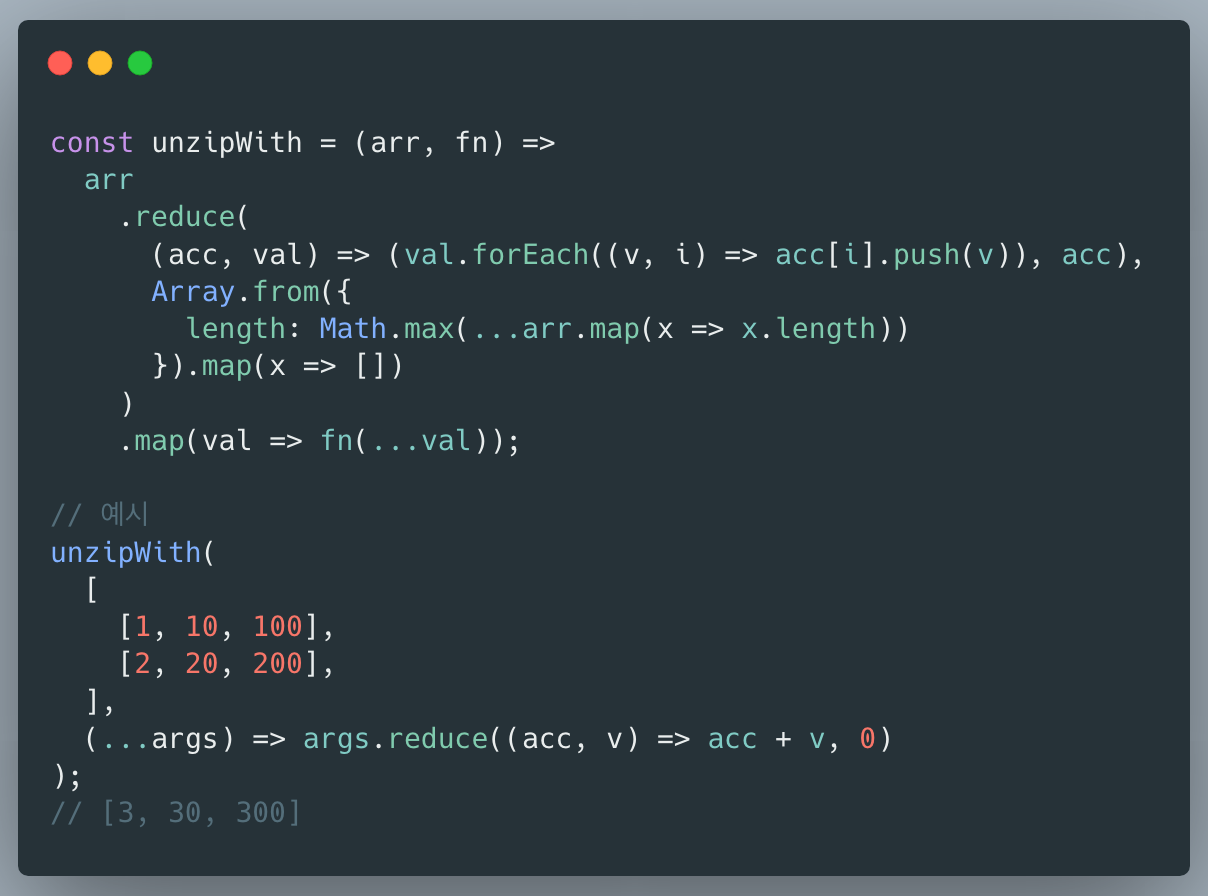 const unzipWith = (arr, fn) =>
  arr
    .reduce(
      (acc, val) => (val.forEach((v, i) => acc[i].push(v)), acc),
      Array.from({
        length: Math.max(...arr.map(x => x.length))
      }).map(x => [])
    )
    .map(val => fn(...val));

// 예시
unzipWith(
  [
    [1, 10, 100],
    [2, 20, 200],
  ],
  (...args) => args.reduce((acc, v) => acc + v, 0)
);
// [3, 30, 300]